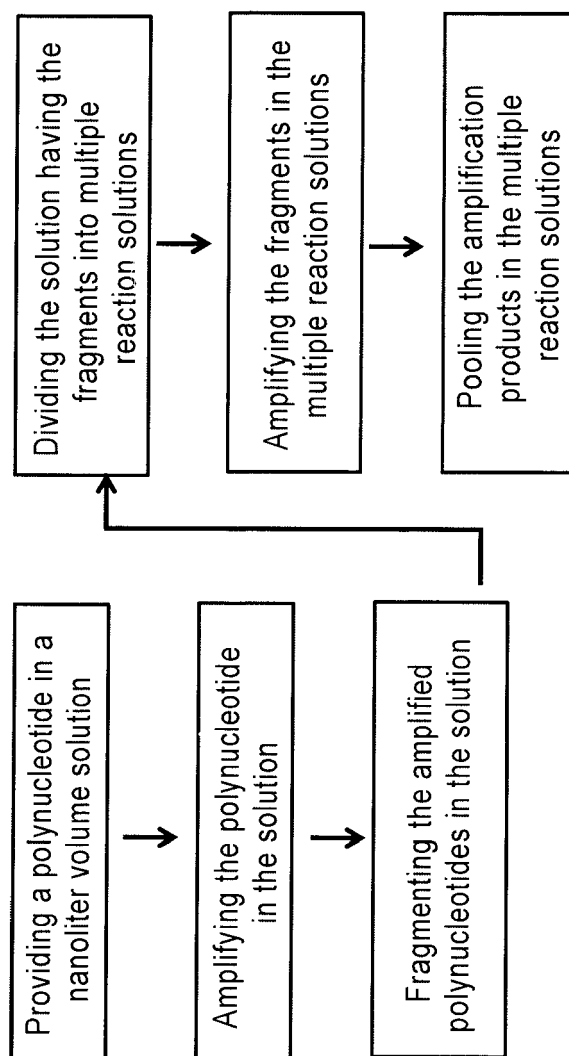 Providing a polynucleotide in a
nanoliter volume solution
Amplifying the polynucleotide
in the solution
Fragmenting the amplified
polynucleotides in the solution
Dividing the solution having the
fragments into multiple
reaction solutions
Amplifying the fragments in the
multiple reaction solutions
Pooling the amplification
products in the multiple
reaction solutions